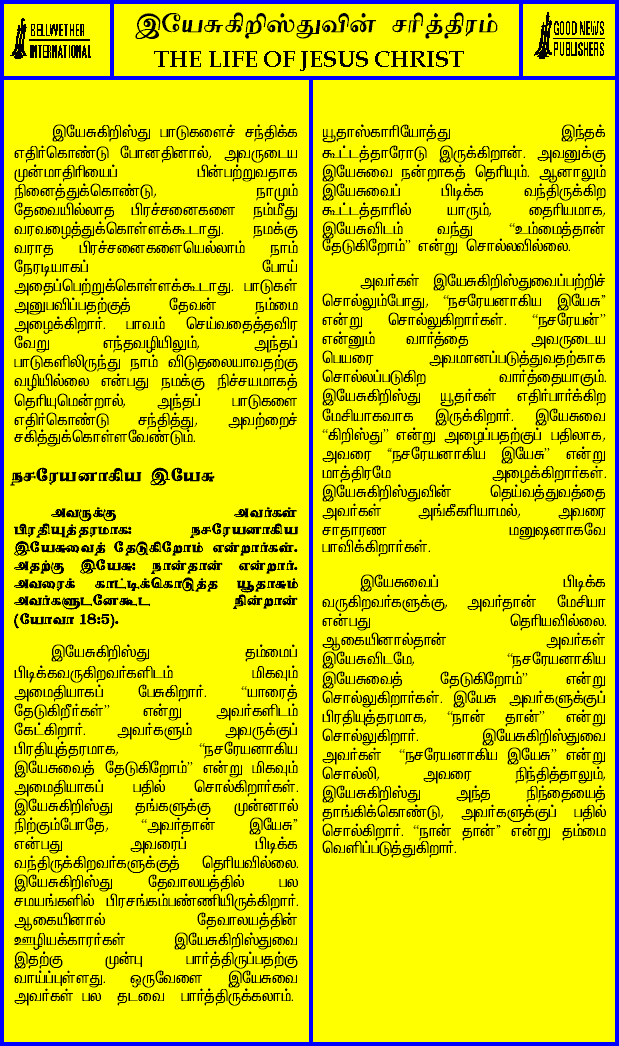 BELLWETHER
INTERNATIONAL
இயேசுகிறிஸ்துவின் சரித்திரம்
THE LIFE OF JESUS CHRIST
GOOD NEWS
PUBLISHERS
இயேசுகிறிஸ்து பாடுகளைச் சந்திக்க
எதிர்கொண்டு போனதினால், அவருடைய
முன்மாதிரியைப் பின்பற்றுவதாக
நினைத்துக்கொண்டு, நாமும்
தேவையில்லாத பிரச்சனைகளை நம்மீது
வரவழைத்துக்கொள்ளக்கூடாது. நமக்கு
வராத பிரச்சனைகளையெல்லாம் நாம்
நேரடியாகப் போய்
அதைப்பெற்றுக்கொள்ளக்கூடாது. பாடுகள்
அனுபவிப்பதற்குத் தேவன் நம்மை
அழைக்கிறார். பாவம் செய்வதைத்தவிர
வேறு எந்தவழியிலும், அந்தப்
பாடுகளிலிருந்து நாம் விடுதலையாவதற்கு
வழியில்லை என்பது நமக்கு நிச்சயமாகத்
தெரியுமென்றால், அந்தப் பாடுகளை
எதிர்கொண்டு சந்தித்து, அவற்றைச்
சகித்துக்கொள்ளவேண்டும்.
நசரேயனாகிய இயேசு
அவருக்கு அவர்கள்
பிரதியுத்தரமாக: நசரேயனாகிய
இயேசுவைத் தேடுகிறோம் என்றார்கள்.
அதற்கு இயேசு: நான்தான் என்றார்.
அவரைக் காட்டிக்கொடுத்த யூதாசும்
அவர்களுடனேகூட நின்றான்
(யோவா 18:5).
இயேசுகிறிஸ்து தம்மைப்
பிடிக்கவருகிறவர்களிடம் மிகவும்
அமைதியாகப் பேசுகிறார். “யாரைத்
தேடுகிறீர்கள்” என்று அவர்களிடம்
கேட்கிறார். அவர்களும் அவருக்குப்
பிரதியுத்தரமாக, “நசரேயனாகிய
இயேசுவைத் தேடுகிறோம்” என்று மிகவும்
அமைதியாகப் பதில் சொல்கிறார்கள்.
இயேசுகிறிஸ்து தங்களுக்கு முன்னால்
நிற்கும்போதே, “அவர்தான் இயேசு”
என்பது அவரைப் பிடிக்க
வந்திருக்கிறவர்களுக்குத் தெரியவில்லை.
இயேசுகிறிஸ்து தேவாலயத்தில் பல
சமயங்களில் பிரசங்கம்பண்ணியிருக்கிறார்.
ஆகையினால் தேவாலயத்தின்
ஊழியக்காரர்கள் இயேசுகிறிஸ்துவை
இதற்கு முன்பு பார்த்திருப்பதற்கு
வாய்ப்புள்ளது. ஒருவேளை இயேசுவை
அவர்கள் பல தடவை பார்த்திருக்கலாம்.
யூதாஸ்காரியோத்து இந்தக்
கூட்டத்தாரோடு இருக்கிறான். அவனுக்கு
இயேசுவை நன்றாகத் தெரியும். ஆனாலும்
இயேசுவைப் பிடிக்க வந்திருக்கிற
கூட்டத்தாரில் யாரும், தைரியமாக,
இயேசுவிடம் வந்து “உம்மைத்தான்
தேடுகிறோம்” என்று சொல்லவில்லை.
அவர்கள் இயேசுகிறிஸ்துவைப்பற்றிச்
சொல்லும்போது, “நசரேயனாகிய இயேசு”
என்று சொல்லுகிறார்கள். “நசரேயன்”
என்னும் வார்த்தை அவருடைய
பெயரை அவமானப்படுத்துவதற்காக
சொல்லப்படுகிற வார்த்தையாகும்.
இயேசுகிறிஸ்து யூதர்கள் எதிர்பார்க்கிற
மேசியாகவாக இருக்கிறார். இயேசுவை
“கிறிஸ்து” என்று அழைப்பதற்குப் பதிலாக,
அவரை “நசரேயனாகிய இயேசு” என்று
மாத்திரமே அழைக்கிறார்கள்.
இயேசுகிறிஸ்துவின் தெய்வத்துவத்தை
அவர்கள் அங்கீகரியாமல், அவரை
சாதாரண மனுஷனாகவே
பாவிக்கிறார்கள்.
இயேசுவைப் பிடிக்க
வருகிறவர்களுக்கு, அவர்தான் மேசியா
என்பது தெரியவில்லை.
ஆகையினால்தான் அவர்கள்
இயேசுவிடமே, “நசரேயனாகிய
இயேசுவைத் தேடுகிறோம்” என்று
சொல்லுகிறார்கள். இயேசு அவர்களுக்குப்
பிரதியுத்தரமாக, “நான் தான்” என்று
சொல்லுகிறார். இயேசுகிறிஸ்துவை
அவர்கள் “நசரேயனாகிய இயேசு” என்று
சொல்லி, அவரை நிந்தித்தாலும்,
இயேசுகிறிஸ்து அந்த நிந்தையைத்
தாங்கிக்கொண்டு, அவர்களுக்குப் பதில்
சொல்கிறார். “நான் தான்” என்று தம்மை
வெளிப்படுத்துகிறார்.